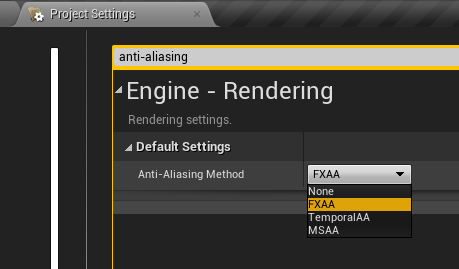 Project Settings
anti-aliasing
Engine - Rendering
Rendering settings.
Default Settings
Anti-Aliasing Method FXAA
None
FXAA
TemporalAA
MSAA